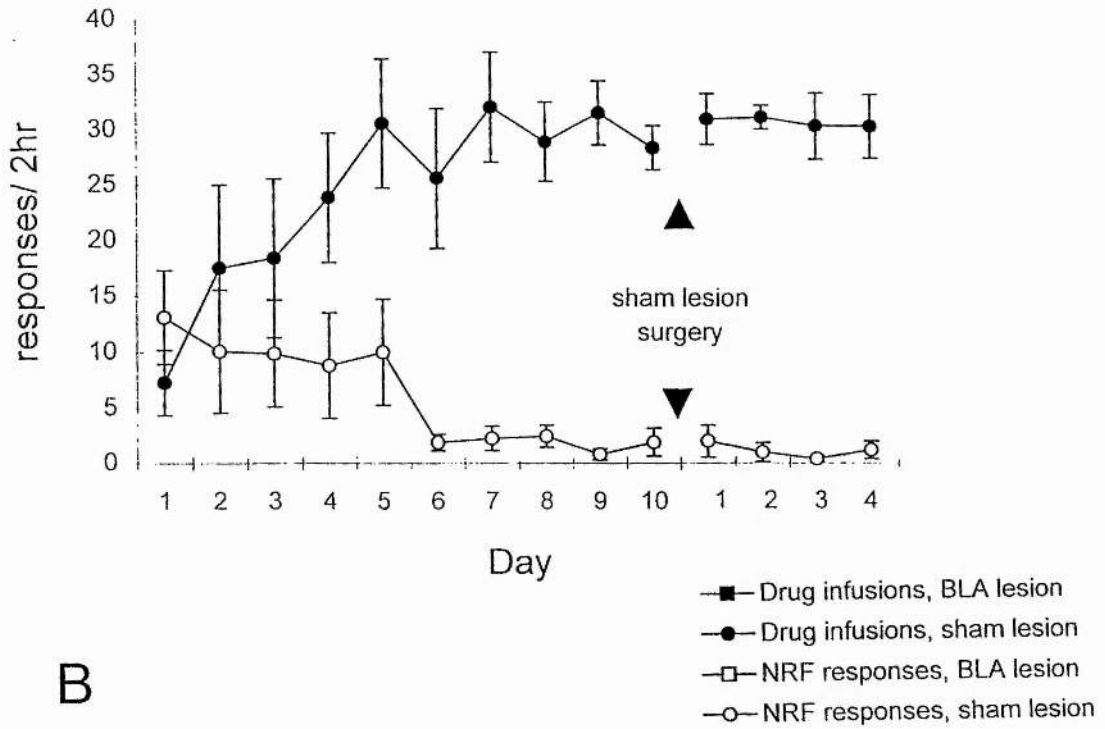 40
35
30
25
20
15
10
5
0
responses/ 2hr
sham lesion
surgery
1 2 3 4 5 6 7 8 9 10 1 2 3 4
Day
Drug infusions, BLA lesion
Drug infusions, sham lesion
NRF responses, BLA lesion
NRF responses, sham lesion
B